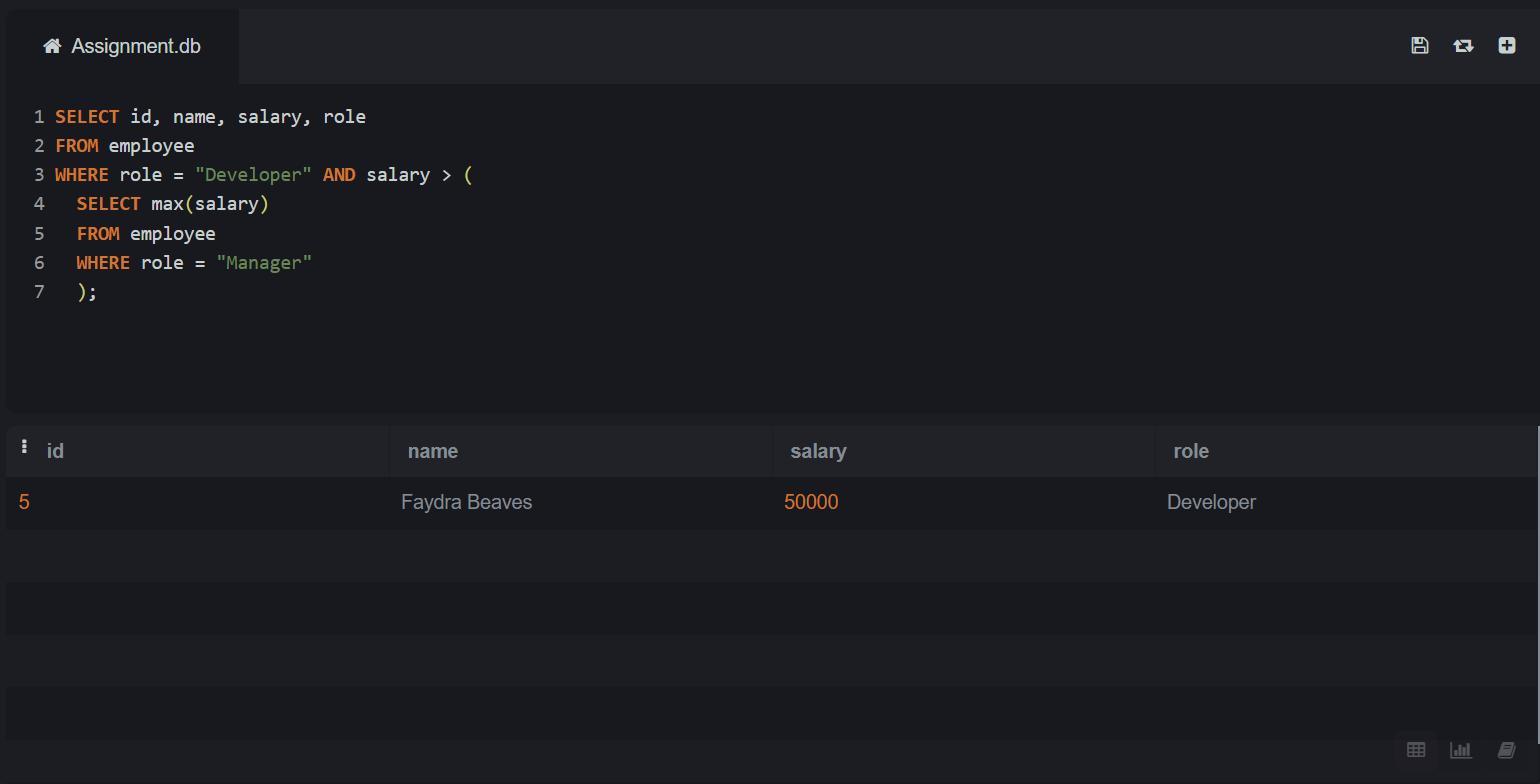 Assignment.db
1 SELECT id, name, salary, role
2 FROM employee
3 WHERE role = "Developer" AND salary > (
4 SELECT max(salary)
5 FROM employee
6 WHERE role = "Manager"
7 );
id name salary role
5 Faydra Beaves 50000 Developer